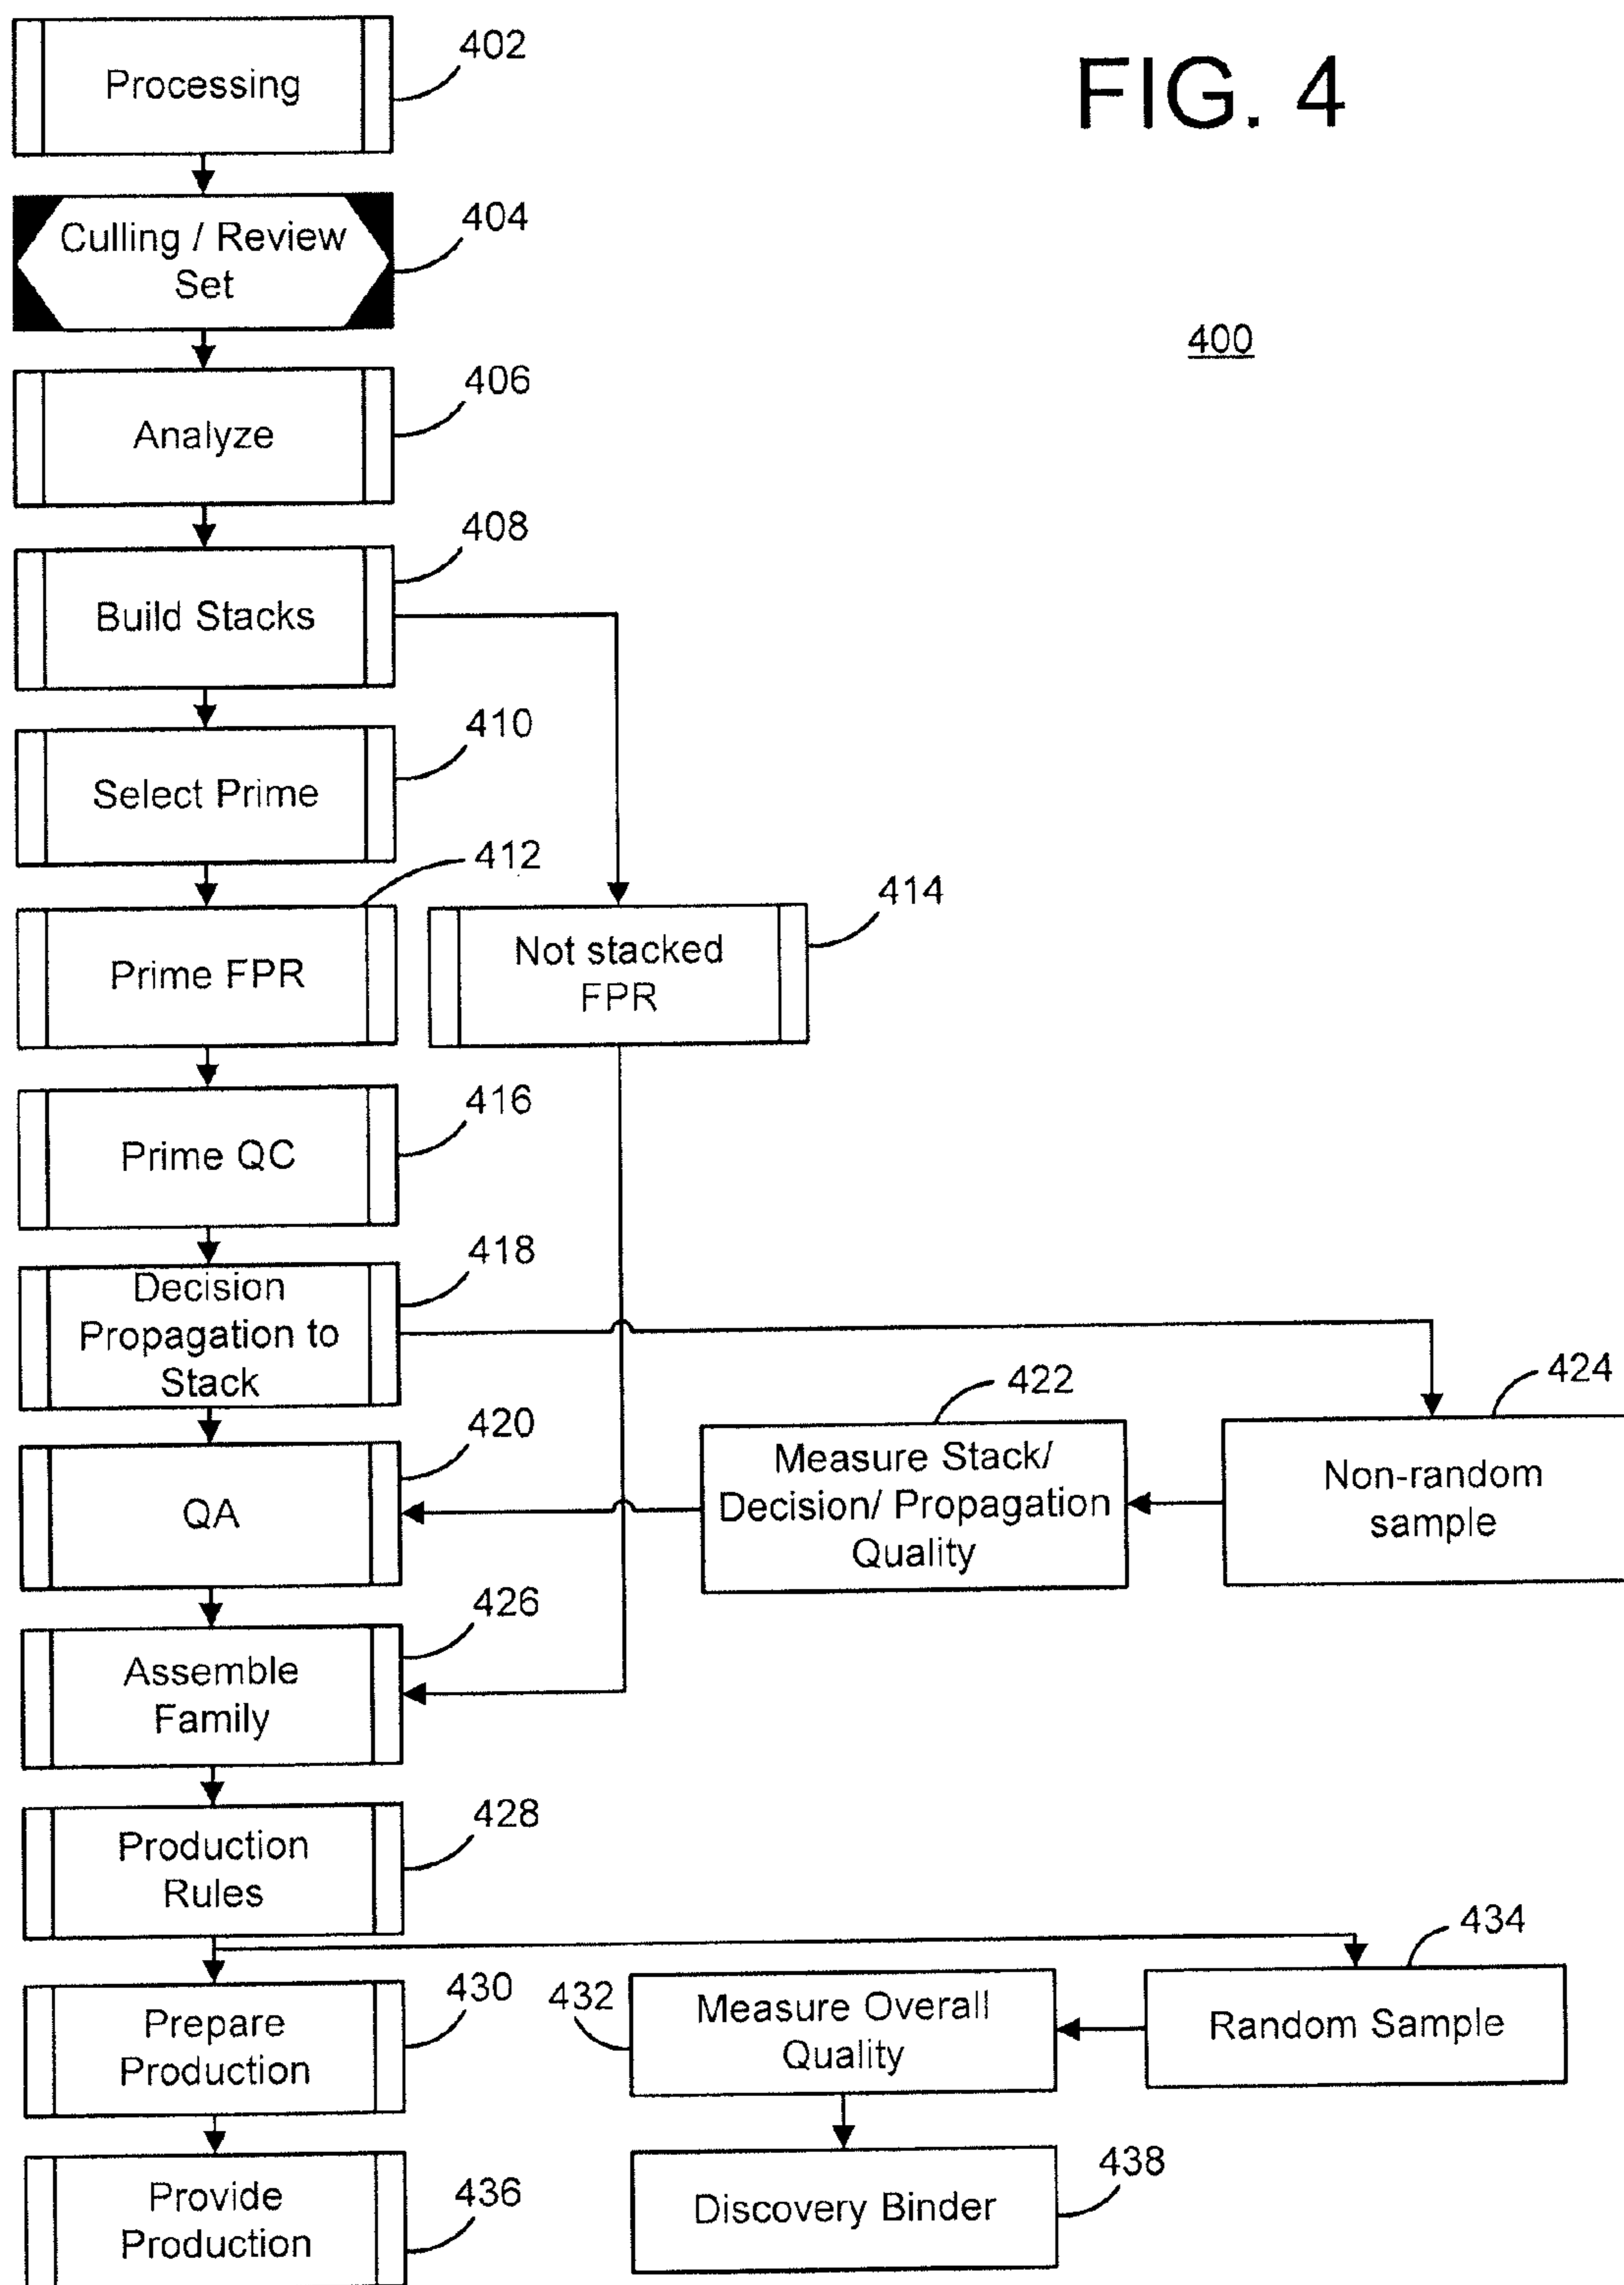 FIG. 4
400
Processing
402
Culling / Review
Set
404
Analyze
406
Build Stacks
408
Select Prime
410
Prime FPR
412
Not stacked
FPR
414
Prime QC
416
Decision
Propagation to
Stack
418
QA
420
Measure Stack/
Decision/ Propagation
Quality
422
Non-random
sample
424
Assemble
Family
426
Production
Rules
428
Prepare
Production
430
Measure Overall
Quality
432
Random Sample
434
Provide
Production
436
Discovery Binder
438